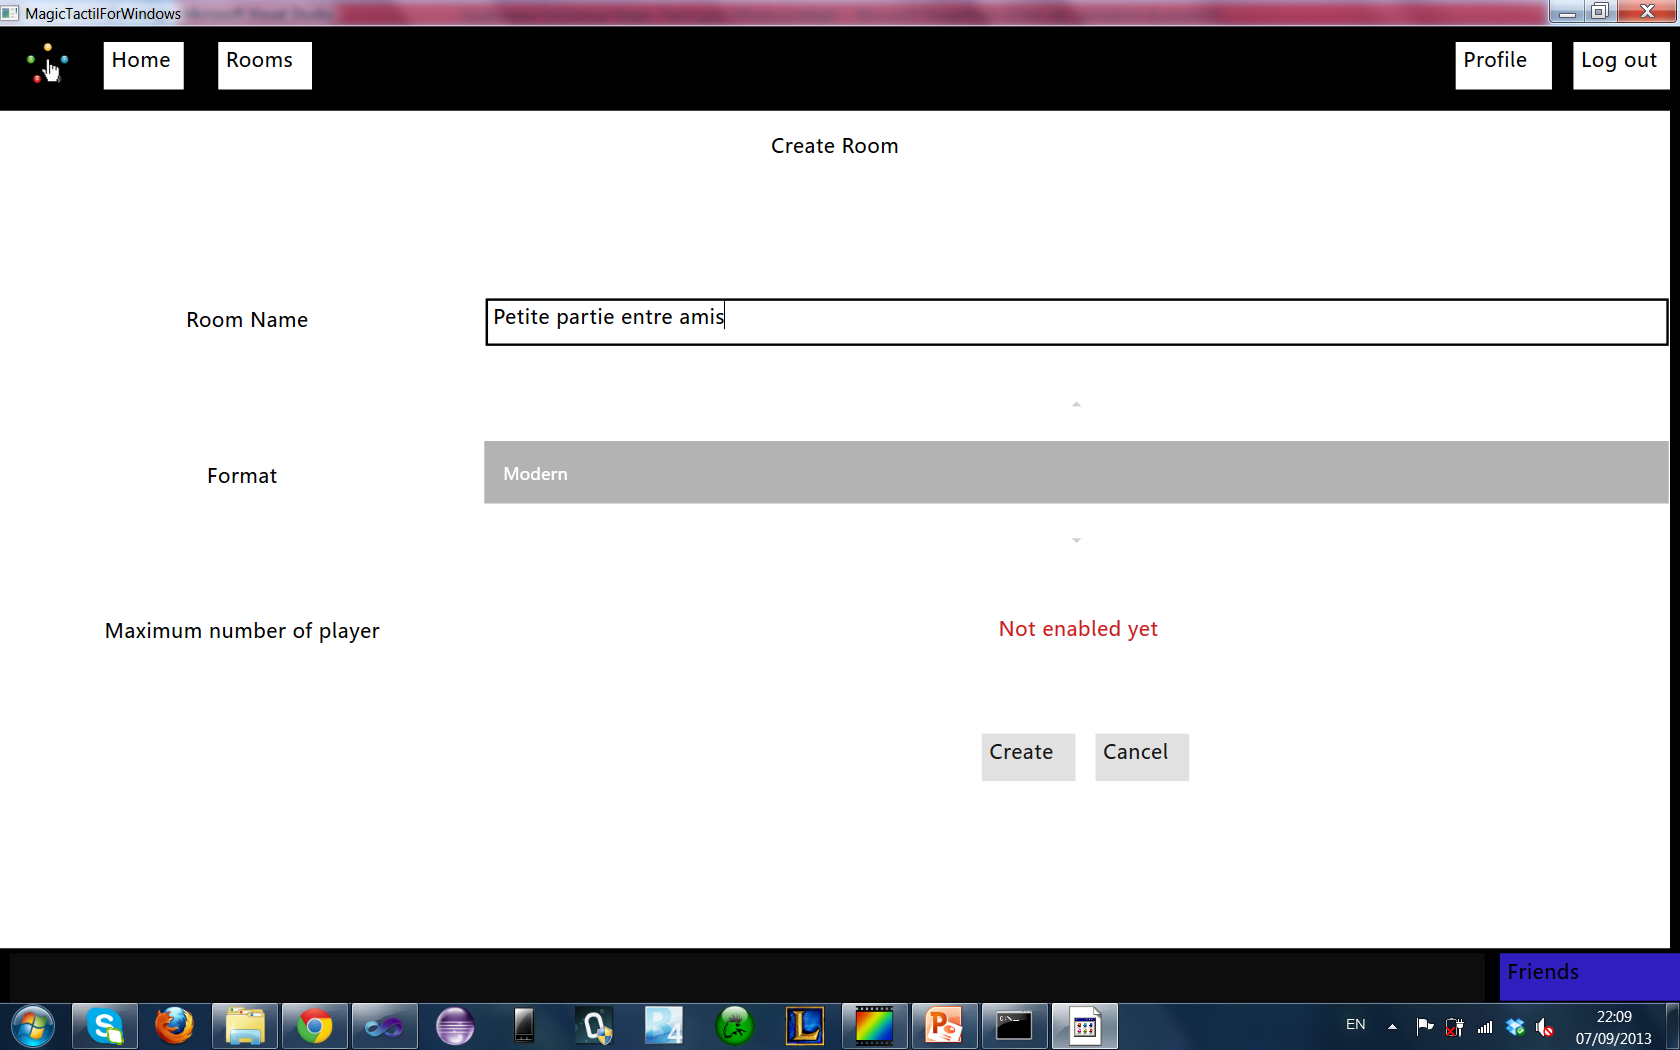 MagicTactilForWindows
Home
Rooms
Profile
Log out
Create Room
Room Name
Petite partie entre amis
Format
Modern
Maximum number of player
Not enabled yet
Create
Cancel
Friends
EN
22:09
07/09/2013